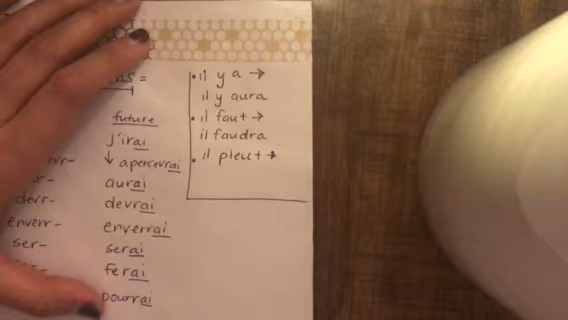 =
future
j'irai
↓ apercevrai
aurai
devr- devrai
enverr- enverrai
ser- serai
ferai
pourrai
• il y a →
il y aura
• il faut →
il faudra
• il pleut →